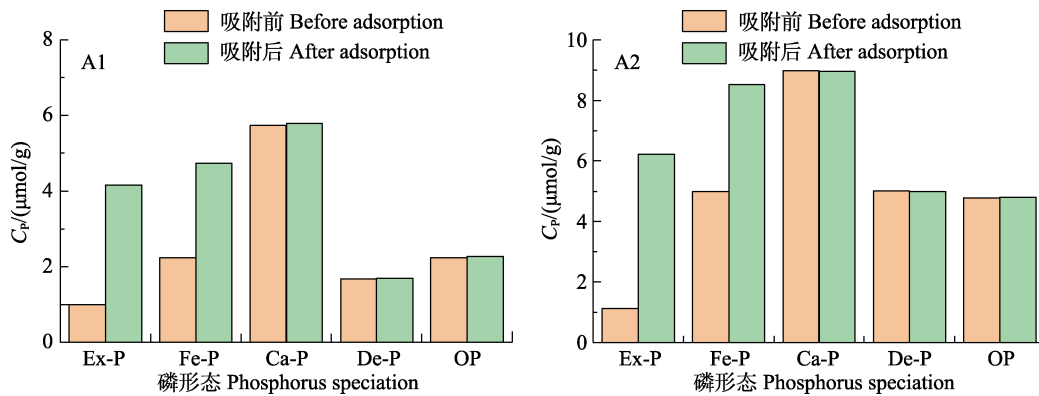 吸附前 Before adsorption
吸附后 After adsorption
A1
8
6
4
2
0
CP/(μmol/g)
Ex-P Fe-P Ca-P De-P OP
磷形态 Phosphorus speciation
吸附前 Before adsorption
吸附后 After adsorption
A2
10
8
6
4
2
0
CP/(μmol/g)
Ex-P Fe-P Ca-P De-P OP
磷形态 Phosphorus speciation